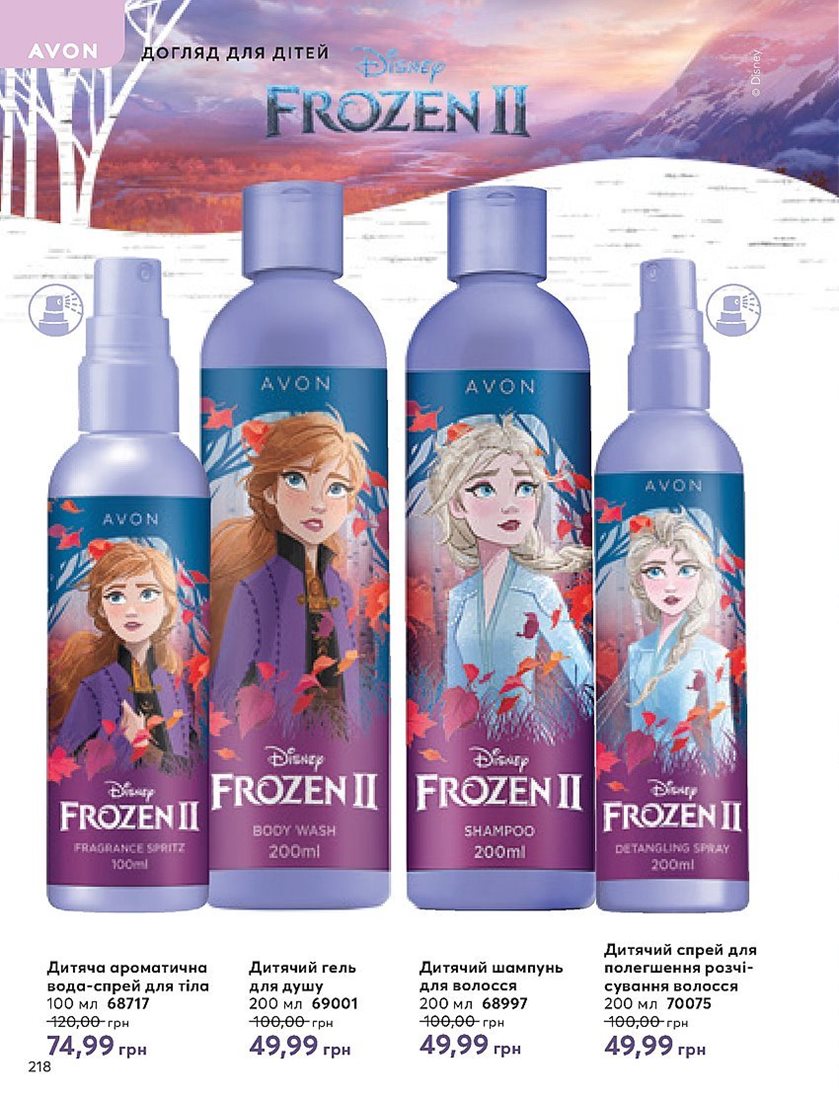 AVON
ДОГЛЯД ДЛЯ ДІТЕЙ
Disney
FROZEN II
© Disney
AVON
Disney
FROZEN II
FRAGRANCE SPRITZ
100ml
AVON
Disney
FROZEN II
BODY WASH
200ml
AVON
Disney
FROZEN II
SHAMPOO
200ml
AVON
Disney
FROZEN II
DETANGLING SPRAY
200ml
Дитяча ароматична
вода-спрей для тіла
100 мл 68717
120,00 грн
74,99 грн
Дитячий гель
для душу
200 мл 69001
100,00 грн
49,99 грн
Дитячий шампунь
для волосся
200 мл 68997
100,00 грн
49,99 грн
Дитячий спрей для
полегшення розчі-
сування волосся
200 мл 70075
100,00 грн
49,99 грн
218